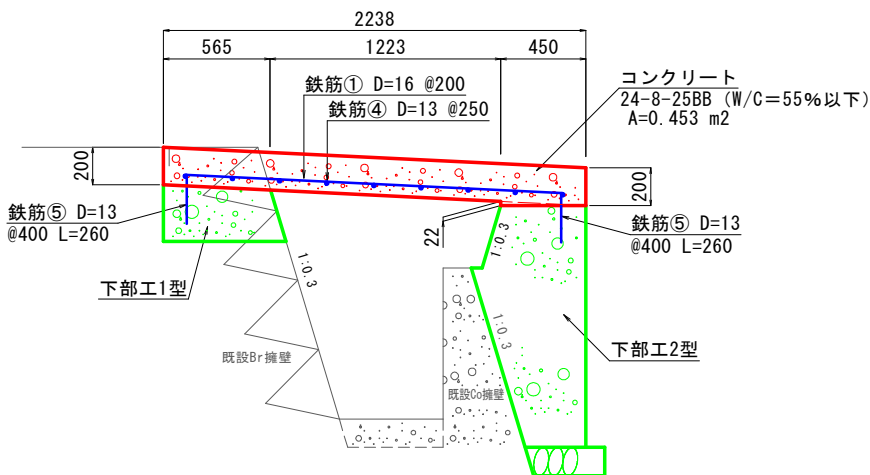 2238
565
1223
450
鉄筋① D=16 @200
鉄筋④ D=13 @250
コンクリート
24-8-25BB (W/C=55%以下)
A=0.453 m2
200
200
鉄筋⑤ D=13
@400 L=260
鉄筋⑤ D=13
@400 L=260
22
1:0.3
1:0.3
1:0.3
下部工1型
下部工2型
既設Br擁壁
既設Co擁壁